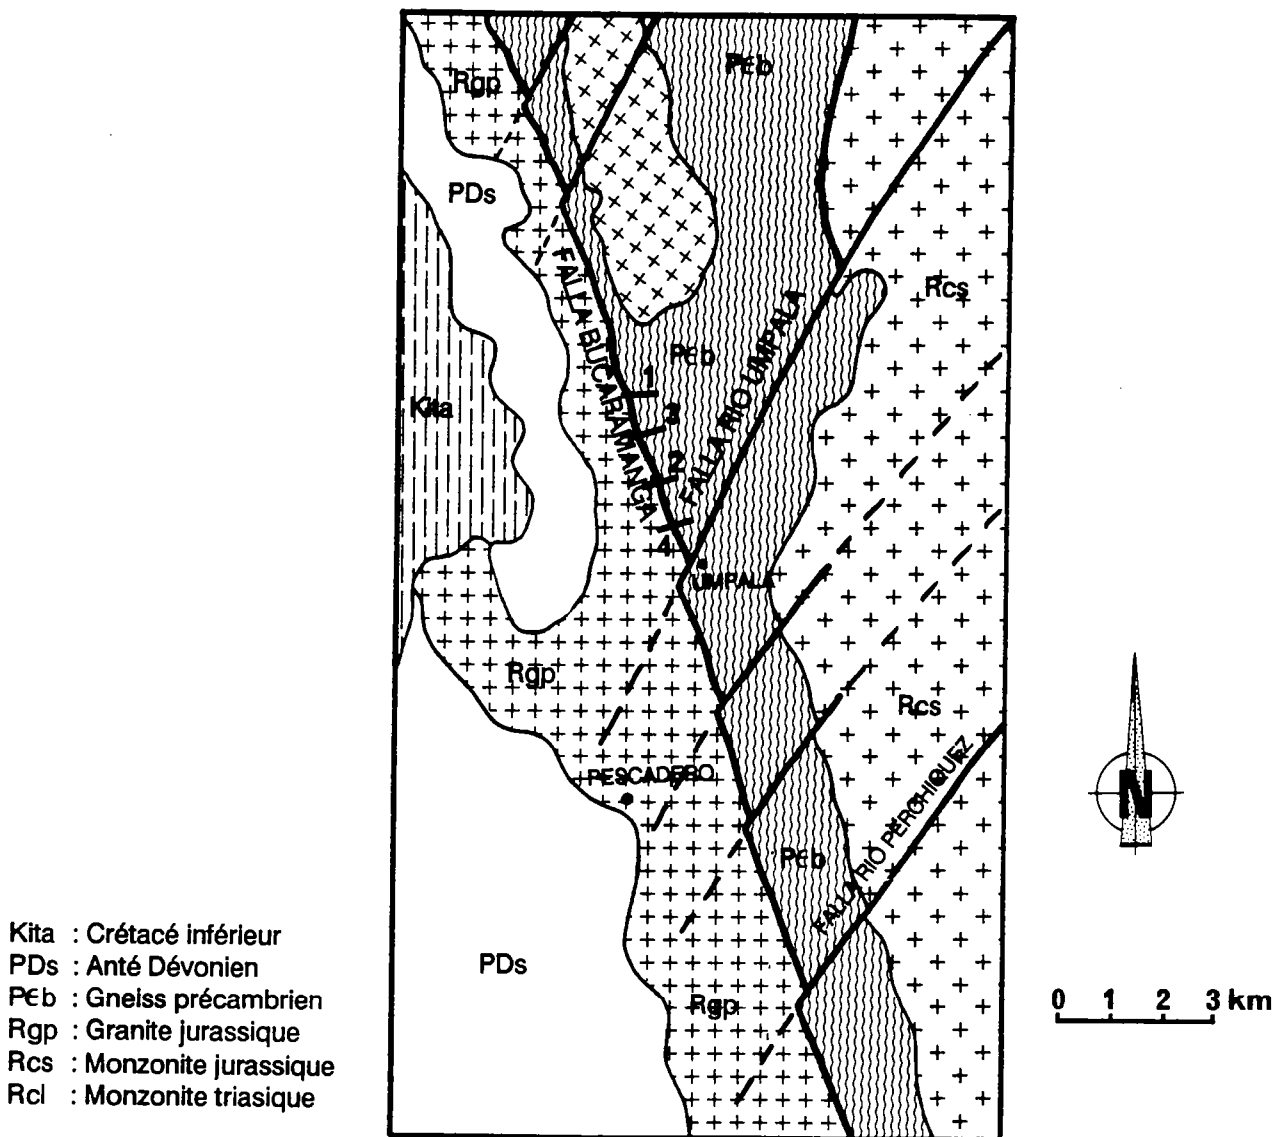 PЄb
Rgp
PDs
Rcs
FALLA BUCARAMANGA
FALLA RIO UMPALA
PЄb
1
3
Kita
2
4
UMPALA
Rgp
Rcs
PESCADERO
FALLA RIO PERCHIQUEZ
N
PЄb
PDs
Rgp
Kita : Crétacé inférieur
PDs : Anté Dévonien
PЄb : Gneiss précambrien
Rgp : Granite jurassique
Rcs : Monzonite jurassique
Rcl : Monzonite triasique
0 1 2 3 km